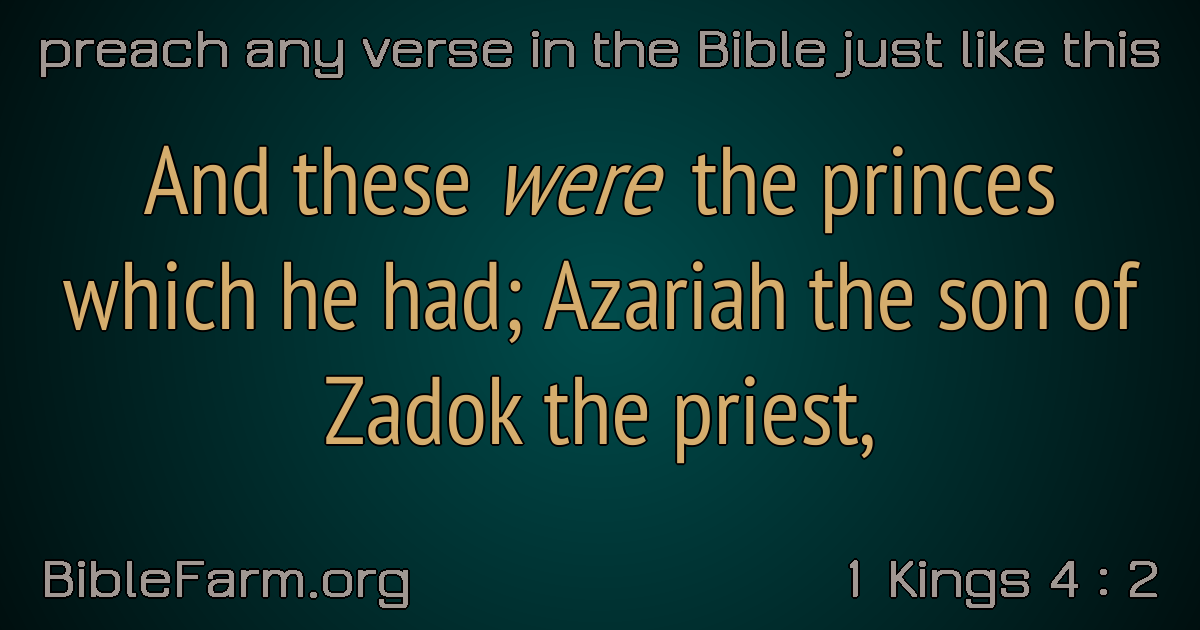 preach any verse in the Bible just like this
And these were the princes
which he had; Azariah the son of
Zadok the priest,
BibleFarm.org
1 Kings 4 : 2